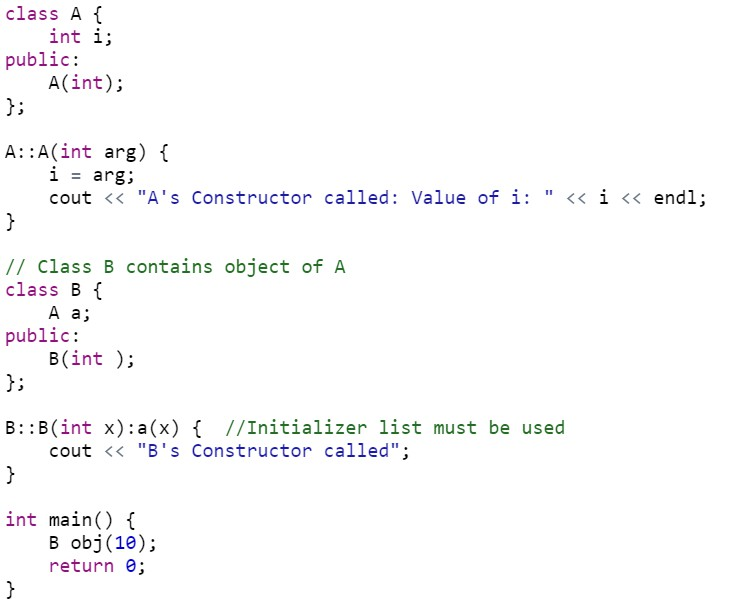 class A {
    int i;
public:
    A(int);
};

A::A(int arg) {
    i = arg;
    cout << "A's Constructor called: Value of i: " << i << endl;
}

// Class B contains object of A
class B {
    A a;
public:
    B(int );
};

B::B(int x):a(x) {  //Initializer list must be used
    cout << "B's Constructor called";
}

int main() {
    B obj(10);
    return 0;
}